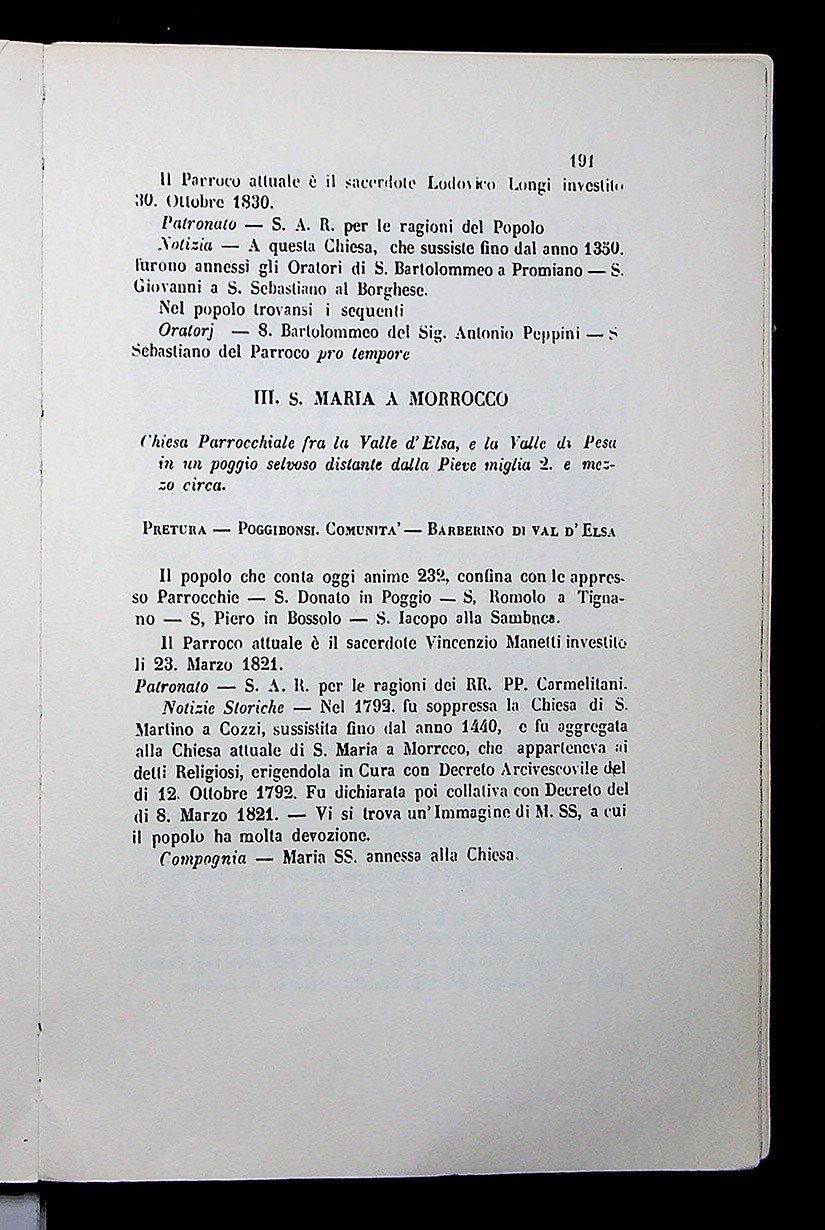 191
Il Parroco attuale è il sacerdote Lodovico Longi investito
30. Ottobre 1830.
Patronato — S. A. R. per le ragioni del Popolo
Notizia — A questa Chiesa, che sussiste fino dal anno 1350.
furono annessi gli Oratori di S. Bartolommeo a Promiano — S.
Giovanni a S. Sebastiano al Borghese.
Nel popolo trovansi i sequenti
Oratorj — S. Bartolommeo del Sig. Antonio Peppini — S
Sebastiano del Parroco pro tempore
III. S. MARIA A MORROCCO
Chiesa Parrocchiale fra la Valle d'Elsa, e la Valle di Pesa
in un poggio selvoso distante dalla Pieve miglia 2. e mez-
zo circa.
PRETURA — POGGIBONSI. COMUNITA' — BARBERINO DI VAL D'ELSA
Il popolo che conta oggi anime 232, confina con le appres-
so Parrocchie — S. Donato in Poggio — S, Romolo a Tigna-
no — S, Piero in Bossolo — S. Iacopo alla Sambnca.
Il Parroco attuale è il sacerdote Vincenzio Manetti investito
li 23. Marzo 1821.
Patronato — S. A. R. per le ragioni dei RR. PP. Carmelitani.
Notizie Storiche — Nel 1792. fu soppressa la Chiesa di S.
Martino a Cozzi, sussistita fino dal anno 1440, e fu aggregata
alla Chiesa attuale di S. Maria a Morrcco, che apparteneva ai
detti Religiosi, erigendola in Cura con Decreto Arcivescovile del
di 12. Ottobre 1792. Fu dichiarata poi collativa con Decreto del
di 8. Marzo 1821. — Vi si trova un'Immagine di M. SS, a cui
il popolo ha molta devozione.
Compognia — Maria SS. annessa alla Chiesa.